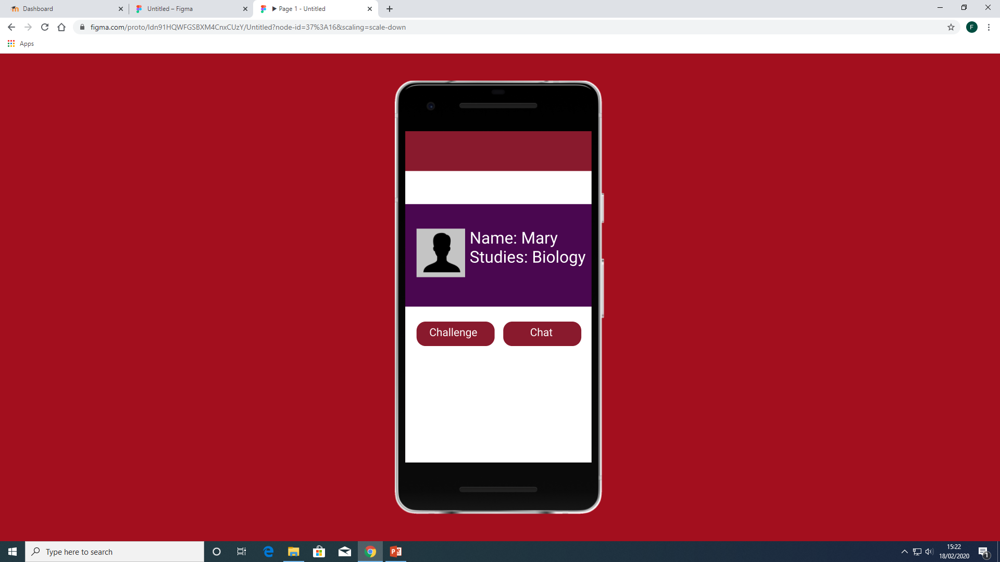 Dashboard
Untitled – Figma
▶ Page 1 - Untitled
figma.com/proto/ldn91HQWFGSBXM4CnxCUzY/Untitled?node-id=37%3A16&scaling=scale-down
F
Apps
Name: Mary
Studies: Biology
Challenge
Chat
Type here to search
15:22
18/02/2020
1